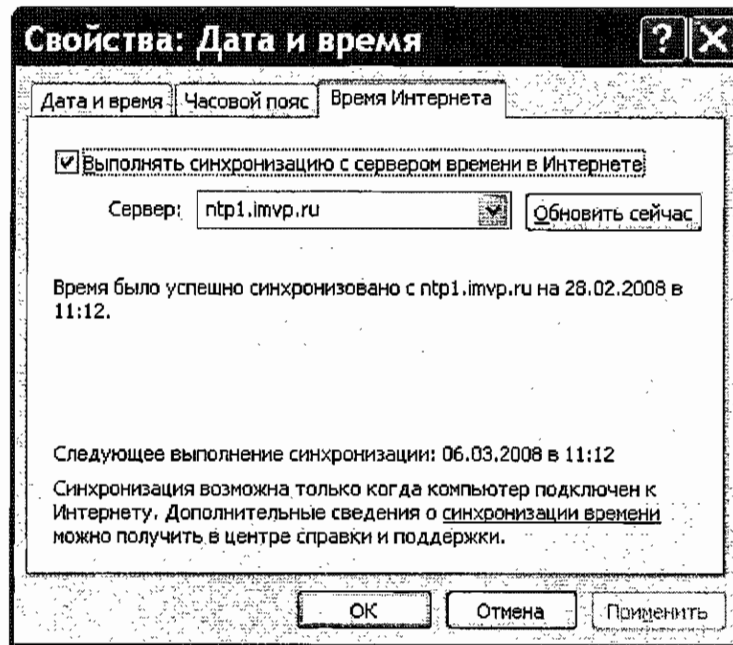 Свойства: Дата и время
Дата и время Часовой пояс Время Интернета
Выполнять синхронизацию с сервером времени в Интернете
Сервер: ntp1.imvp.ru Обновить сейчас
Время было успешно синхронизовано с ntp1.imvp.ru на 28.02.2008 в
11:12.
Следующее выполнение синхронизации: 06.03.2008 в 11:12
Синхронизация возможна только когда компьютер подключен к
Интернету. Дополнительные сведения о синхронизации времени
можно получить в центре справки и поддержки.
ОК Отмена Применить